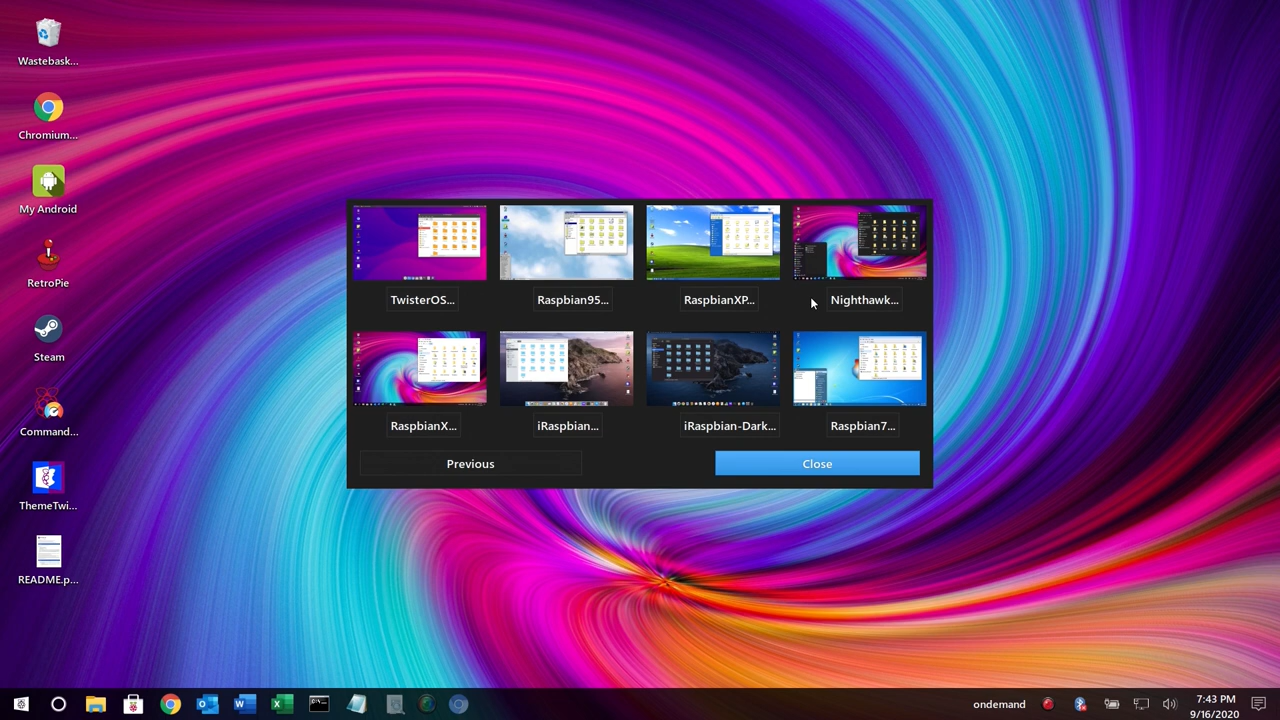 Wastebask...
Chromium...
My Android
RetroPie
Steam
Command...
ThemeTwi...
README.p...
TwisterOS...
Raspbian95...
RaspbianXP...
Nighthawk...
RaspbianX...
iRaspbian...
iRaspbian-Dark...
Raspbian7...
Previous
Close
ondemand
7:43 PM
9/16/2020